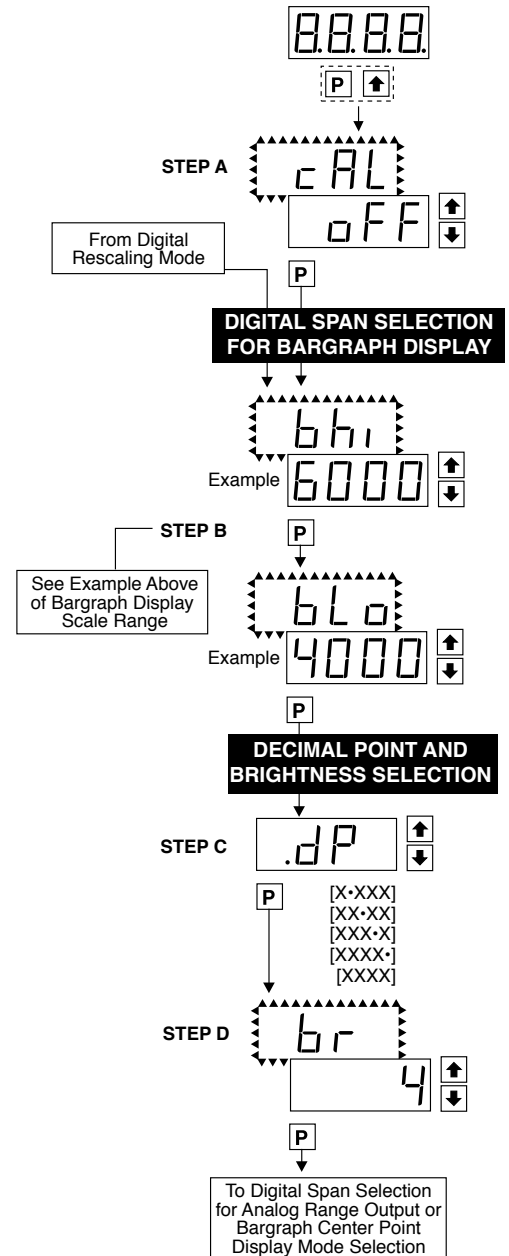 8.8.8.8.
P
STEP A
cAL
oFF
From Digital
Rescaling Mode
P
DIGITAL SPAN SELECTION
FOR BARGRAPH DISPLAY
bhi
Example 6000
STEP B
P
See Example Above
of Bargraph Display
Scale Range
bLo
Example 4000
P
DECIMAL POINT AND
BRIGHTNESS SELECTION
STEP C
.dP
P
[X•XXX]
[XX•XX]
[XXX•X]
[XXXX•]
[XXXX]
STEP D
br
4
P
To Digital Span Selection
for Analog Range Output or
Bargraph Center Point
Display Mode Selection